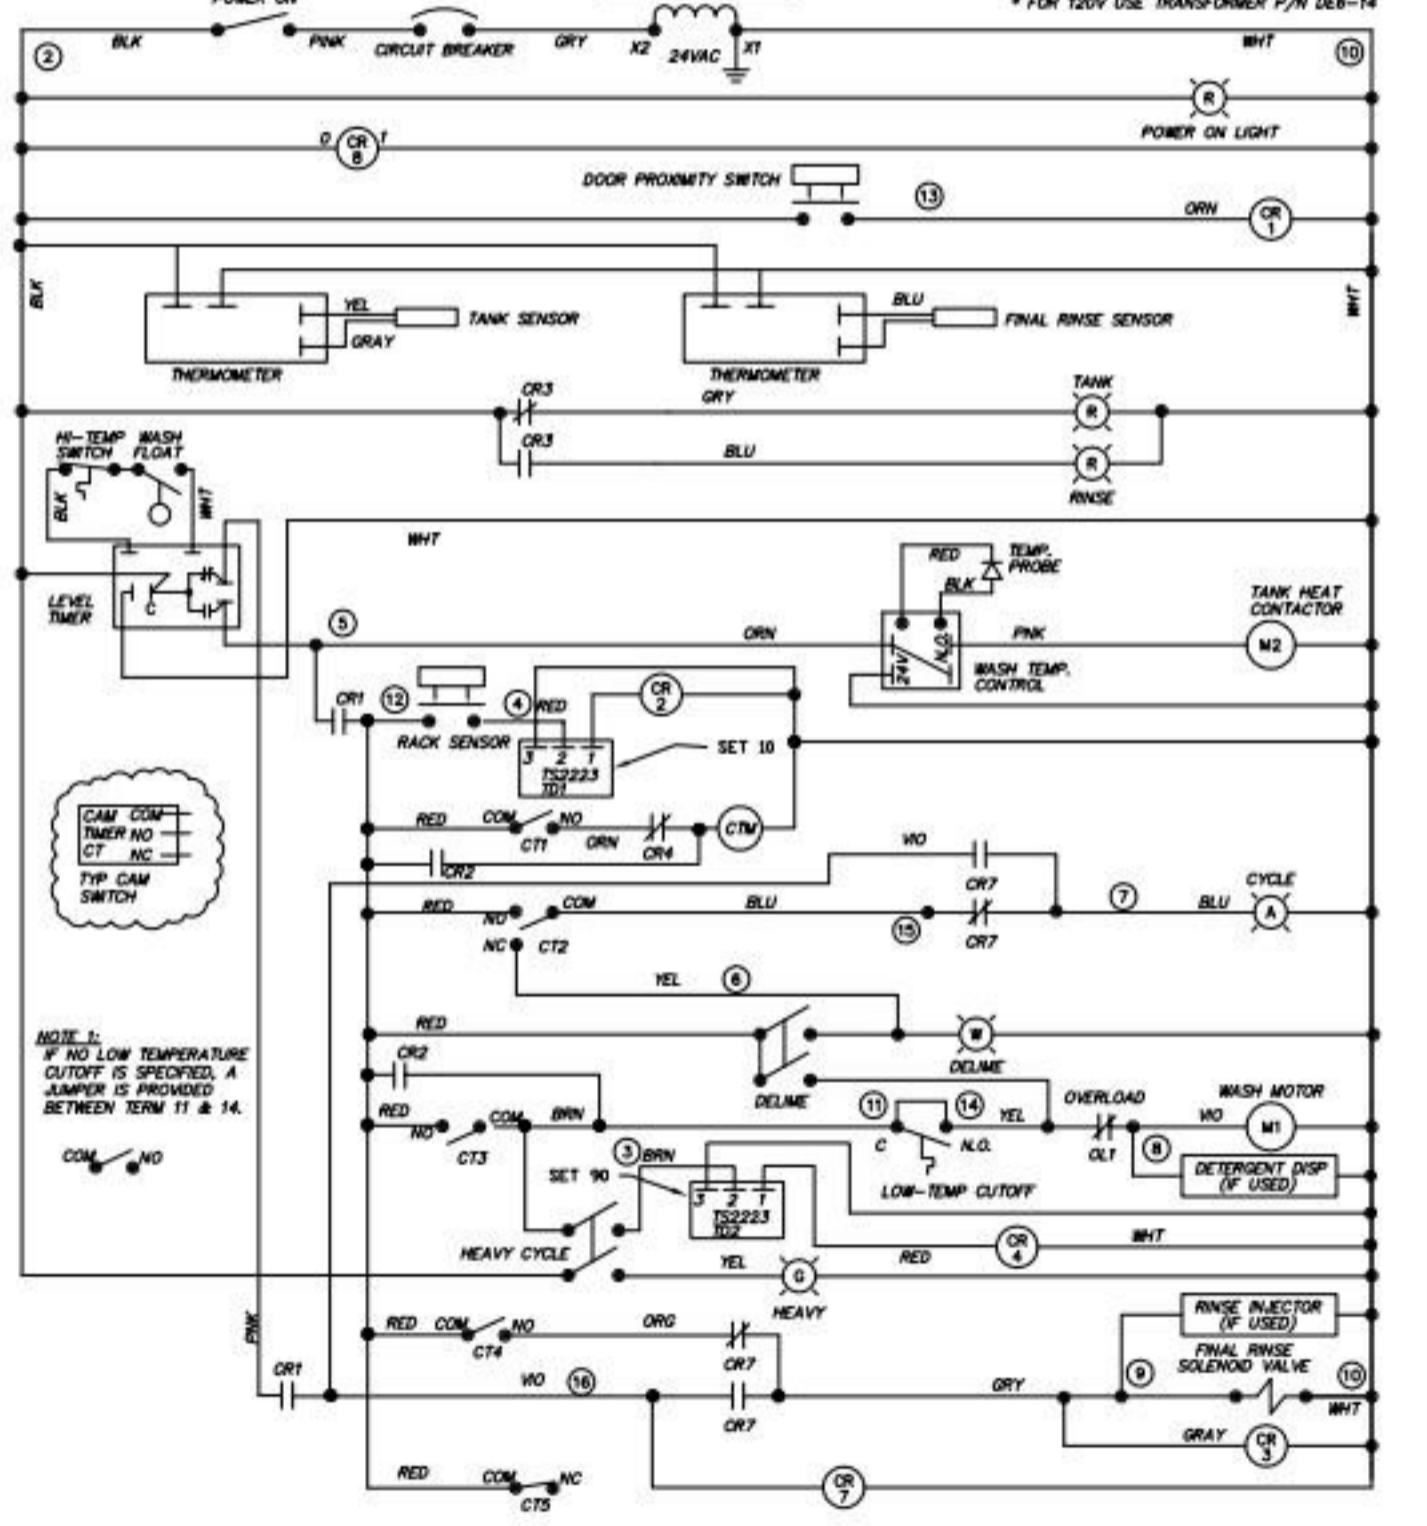 POWER ON
* FOR 120V USE TRANSFORMER P/N DE6-14
2 BLK PINK CIRCUIT BREAKER GRY X2 24VAC X1 WHT 10
R
POWER ON LIGHT
0 CR 8 1
DOOR PROXIMITY SWITCH
13
ORN CR 1
BLK
WHT
YEL
TANK SENSOR
GRAY
THERMOMETER
BLU
FINAL RINSE SENSOR
THERMOMETER
CR3 GRY TANK R
CR3 BLU R
RINSE
HI-TEMP WASH
SWITCH FLOAT
BLK WHT
WHT
RED TEMP.
PROBE
BLK
LEVEL
TIMER
C
5 ORN
24V N.O.
PNK
TANK HEAT
CONTACTOR
M2
WASH TEMP.
CONTROL
CR1 12 4 RED CR 2
RACK SENSOR
3 2 1
TS2223
TD1
SET 10
CAM COM
TIMER NO
CT NC
TYP CAM
SWITCH
RED COM NO CT1 ORN CR4 CTM
CR2
VIO CR7
RED NO COM BLU 15 CR7 7 BLU CYCLE A
NC CT2
YEL 6
RED W
DELIME
DELIME
NOTE 1:
IF NO LOW TEMPERATURE
CUTOFF IS SPECIFIED, A
JUMPER IS PROVIDED
BETWEEN TERM 11 & 14.
COM NO
CR2
RED NO CT3 COM BRN 11 14 YEL OVERLOAD OL1 8 VIO WASH MOTOR M1
C N.O.
LOW-TEMP CUTOFF
DETERGENT DISP
(IF USED)
3 BRN
SET 90
3 2 1
TS2223
TD2
HEAVY CYCLE
RED CR 4 WHT
YEL G
HEAVY
PNK
RED COM NO CT4 ORG CR7
RINSE INJECTOR
(IF USED)
FINAL RINSE
SOLENOID VALVE
CR1 VIO 16 CR7 GRY 9 10 WHT
GRAY CR 3
RED COM NC CT5 CR 7